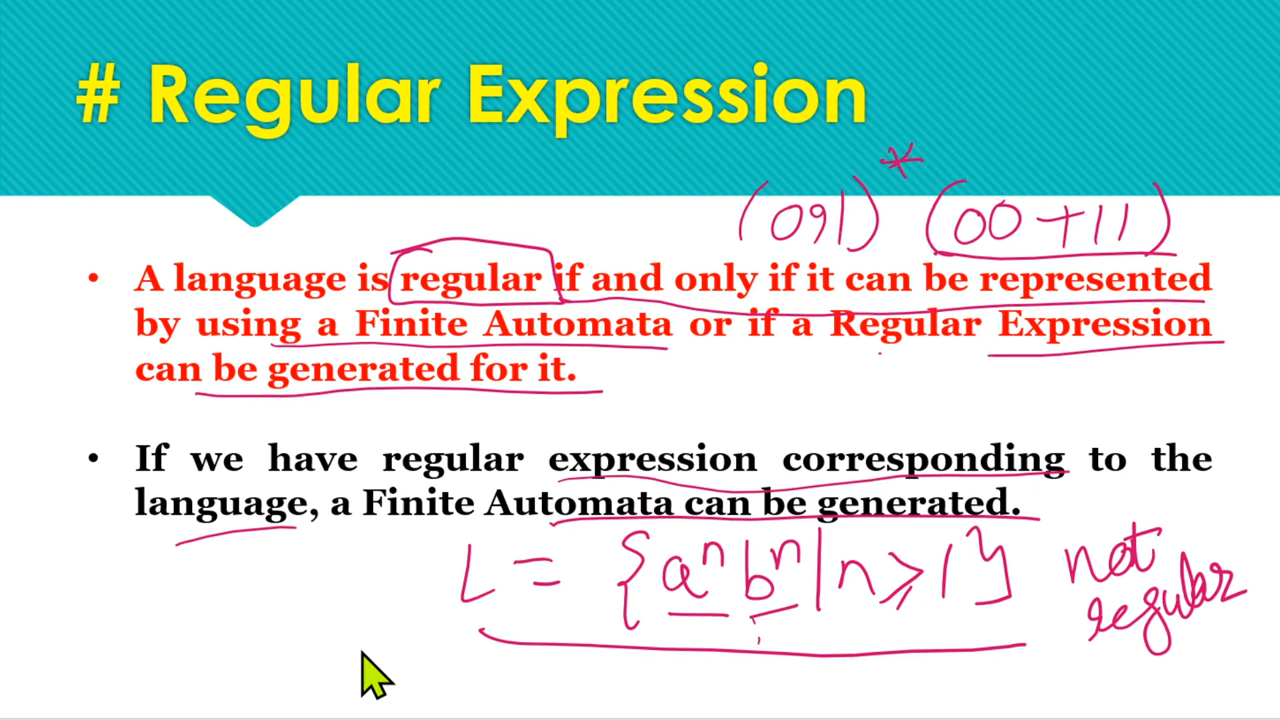 # Regular Expression
(0,1)* (00+11)
• A language is regular if and only if it can be represented
by using a Finite Automata or if a Regular Expression
can be generated for it.
• If we have regular expression corresponding to the
language, a Finite Automata can be generated.
L = {aⁿ bⁿ | n ≥ 1} not
regular